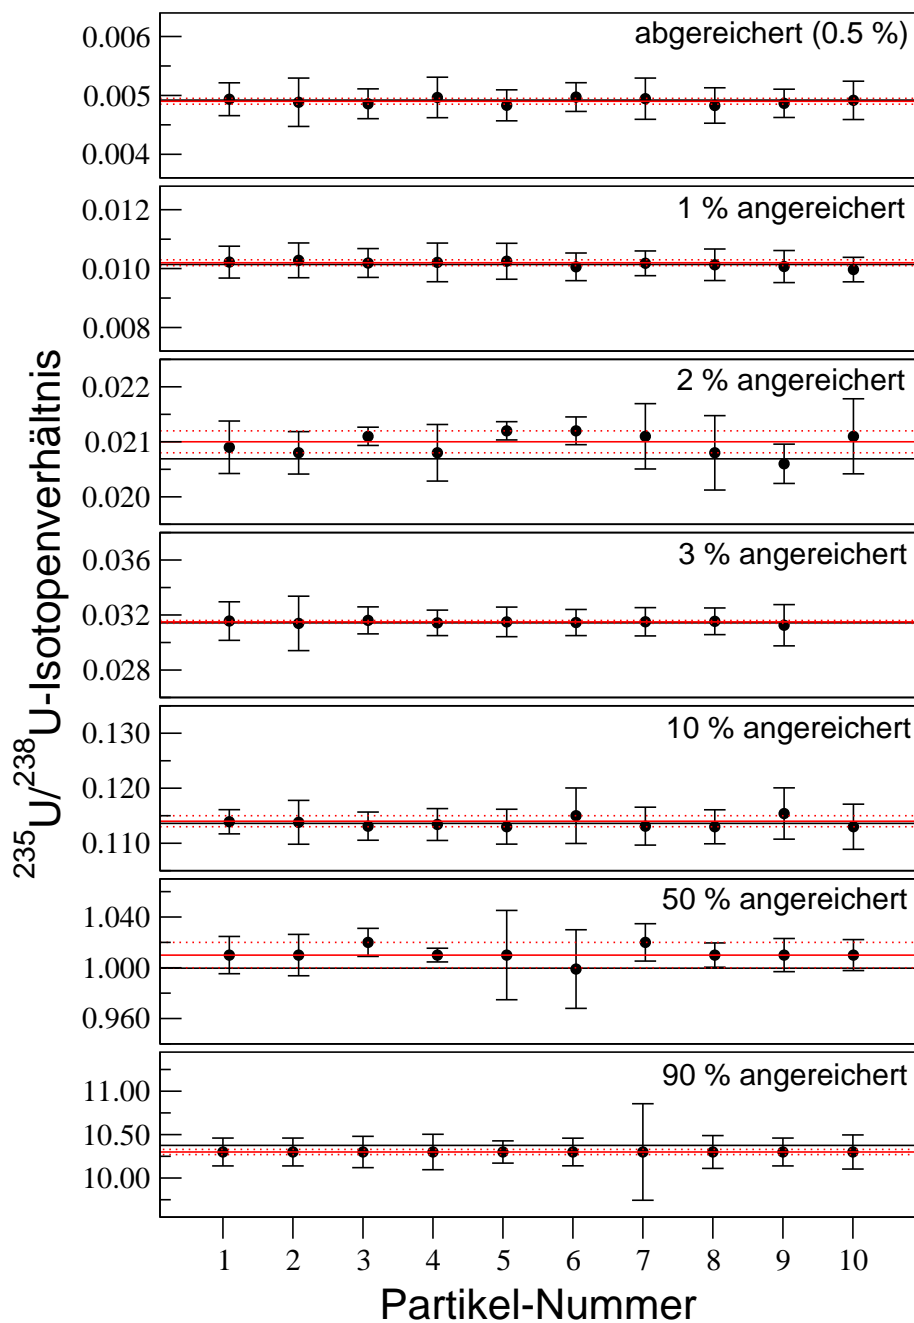 abgereichert (0.5 %)
0.006
0.005
0.004
1 % angereichert
0.012
0.010
0.008
2 % angereichert
0.022
0.021
0.020
3 % angereichert
0.036
0.032
0.028
10 % angereichert
0.130
0.120
0.110
50 % angereichert
1.040
1.000
0.960
90 % angereichert
11.00
10.50
10.00
1 2 3 4 5 6 7 8 9 10
Partikel-Nummer
²³⁵U/²³⁸U-Isotopenverhältnis